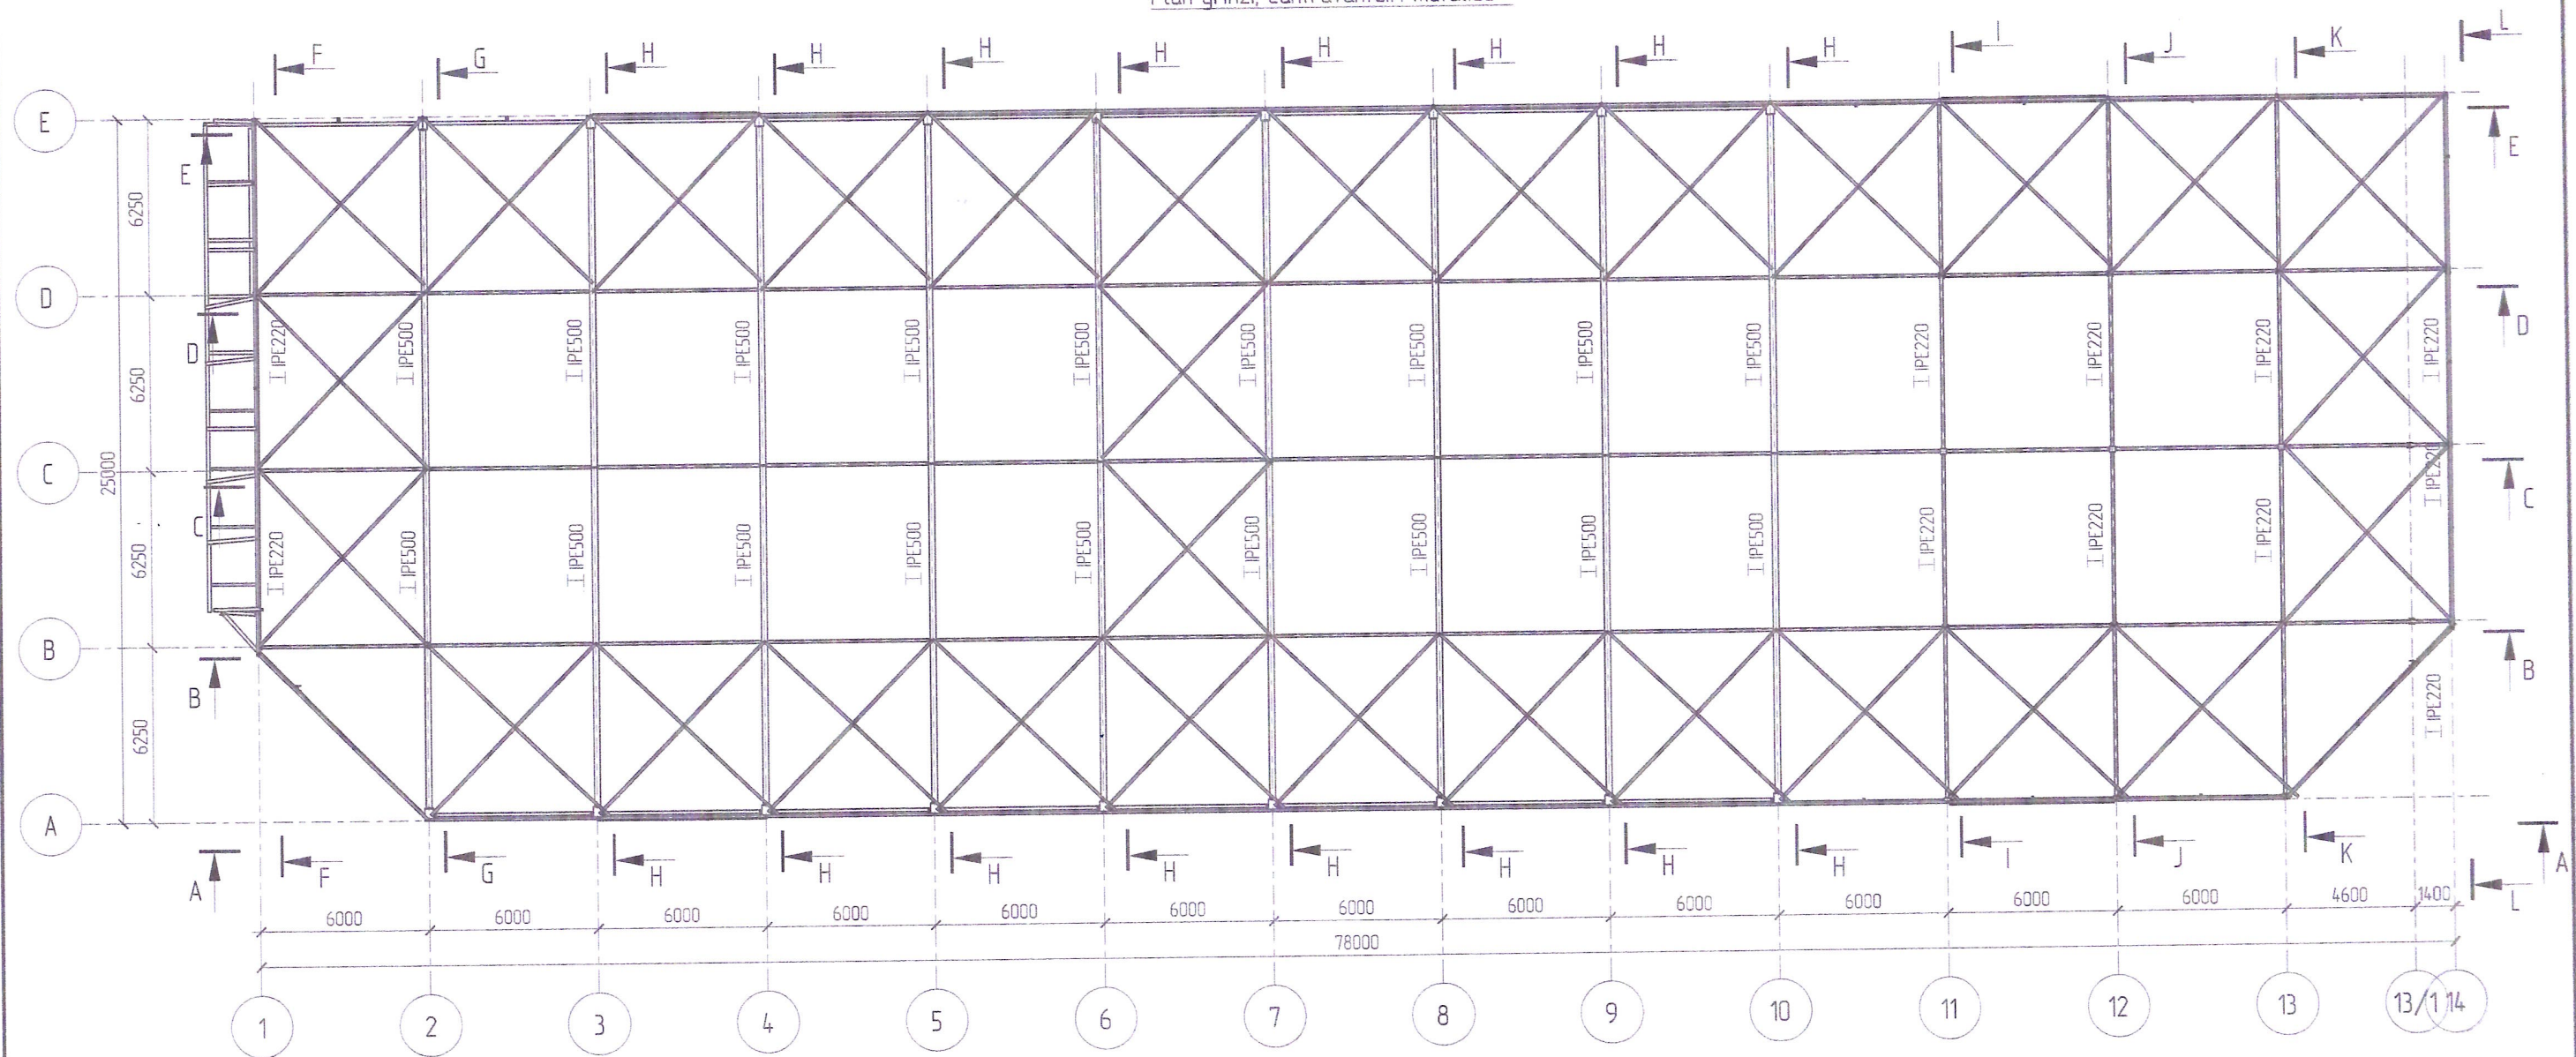 Plan grinzi,
F G H H H H H H H H I J K L
E
E E
6250
D
IPE220 IPE500 IPE500 IPE500 IPE500 IPE500 IPE500 IPE500 IPE500 IPE500 IPE220 IPE220 IPE220 IPE220
D D
6250
C
25000
IPE220
C C
IPE220 IPE500 IPE500 IPE500 IPE500 IPE500 IPE500 IPE500 IPE500 IPE500 IPE220 IPE220 IPE220
6250
B
B B
IPE220
6250
A
A A
F G H H H H H H H H I J K L
6000 6000 6000 6000 6000 6000 6000 6000 6000 6000 6000 6000 4600 1400
78000
1 2 3 4 5 6 7 8 9 10 11 12 13 13/1 14